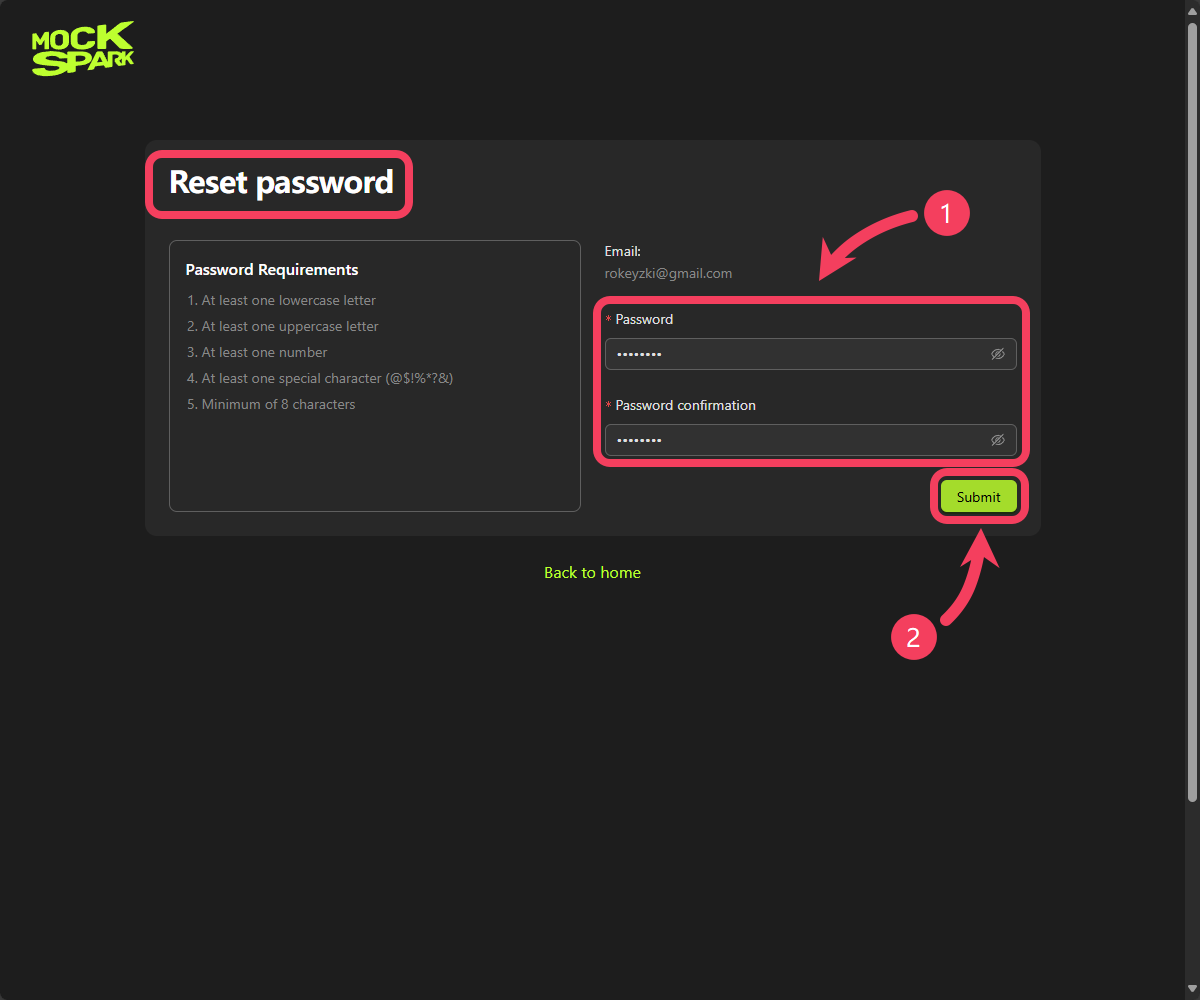 MOCK
SPARK
Reset password
1
Password Requirements
1. At least one lowercase letter
2. At least one uppercase letter
3. At least one number
4. At least one special character (@$!%*?&)
5. Minimum of 8 characters
Email:
rokeyzki@gmail.com
* Password
••••••••
* Password confirmation
••••••••
Submit
Back to home
2